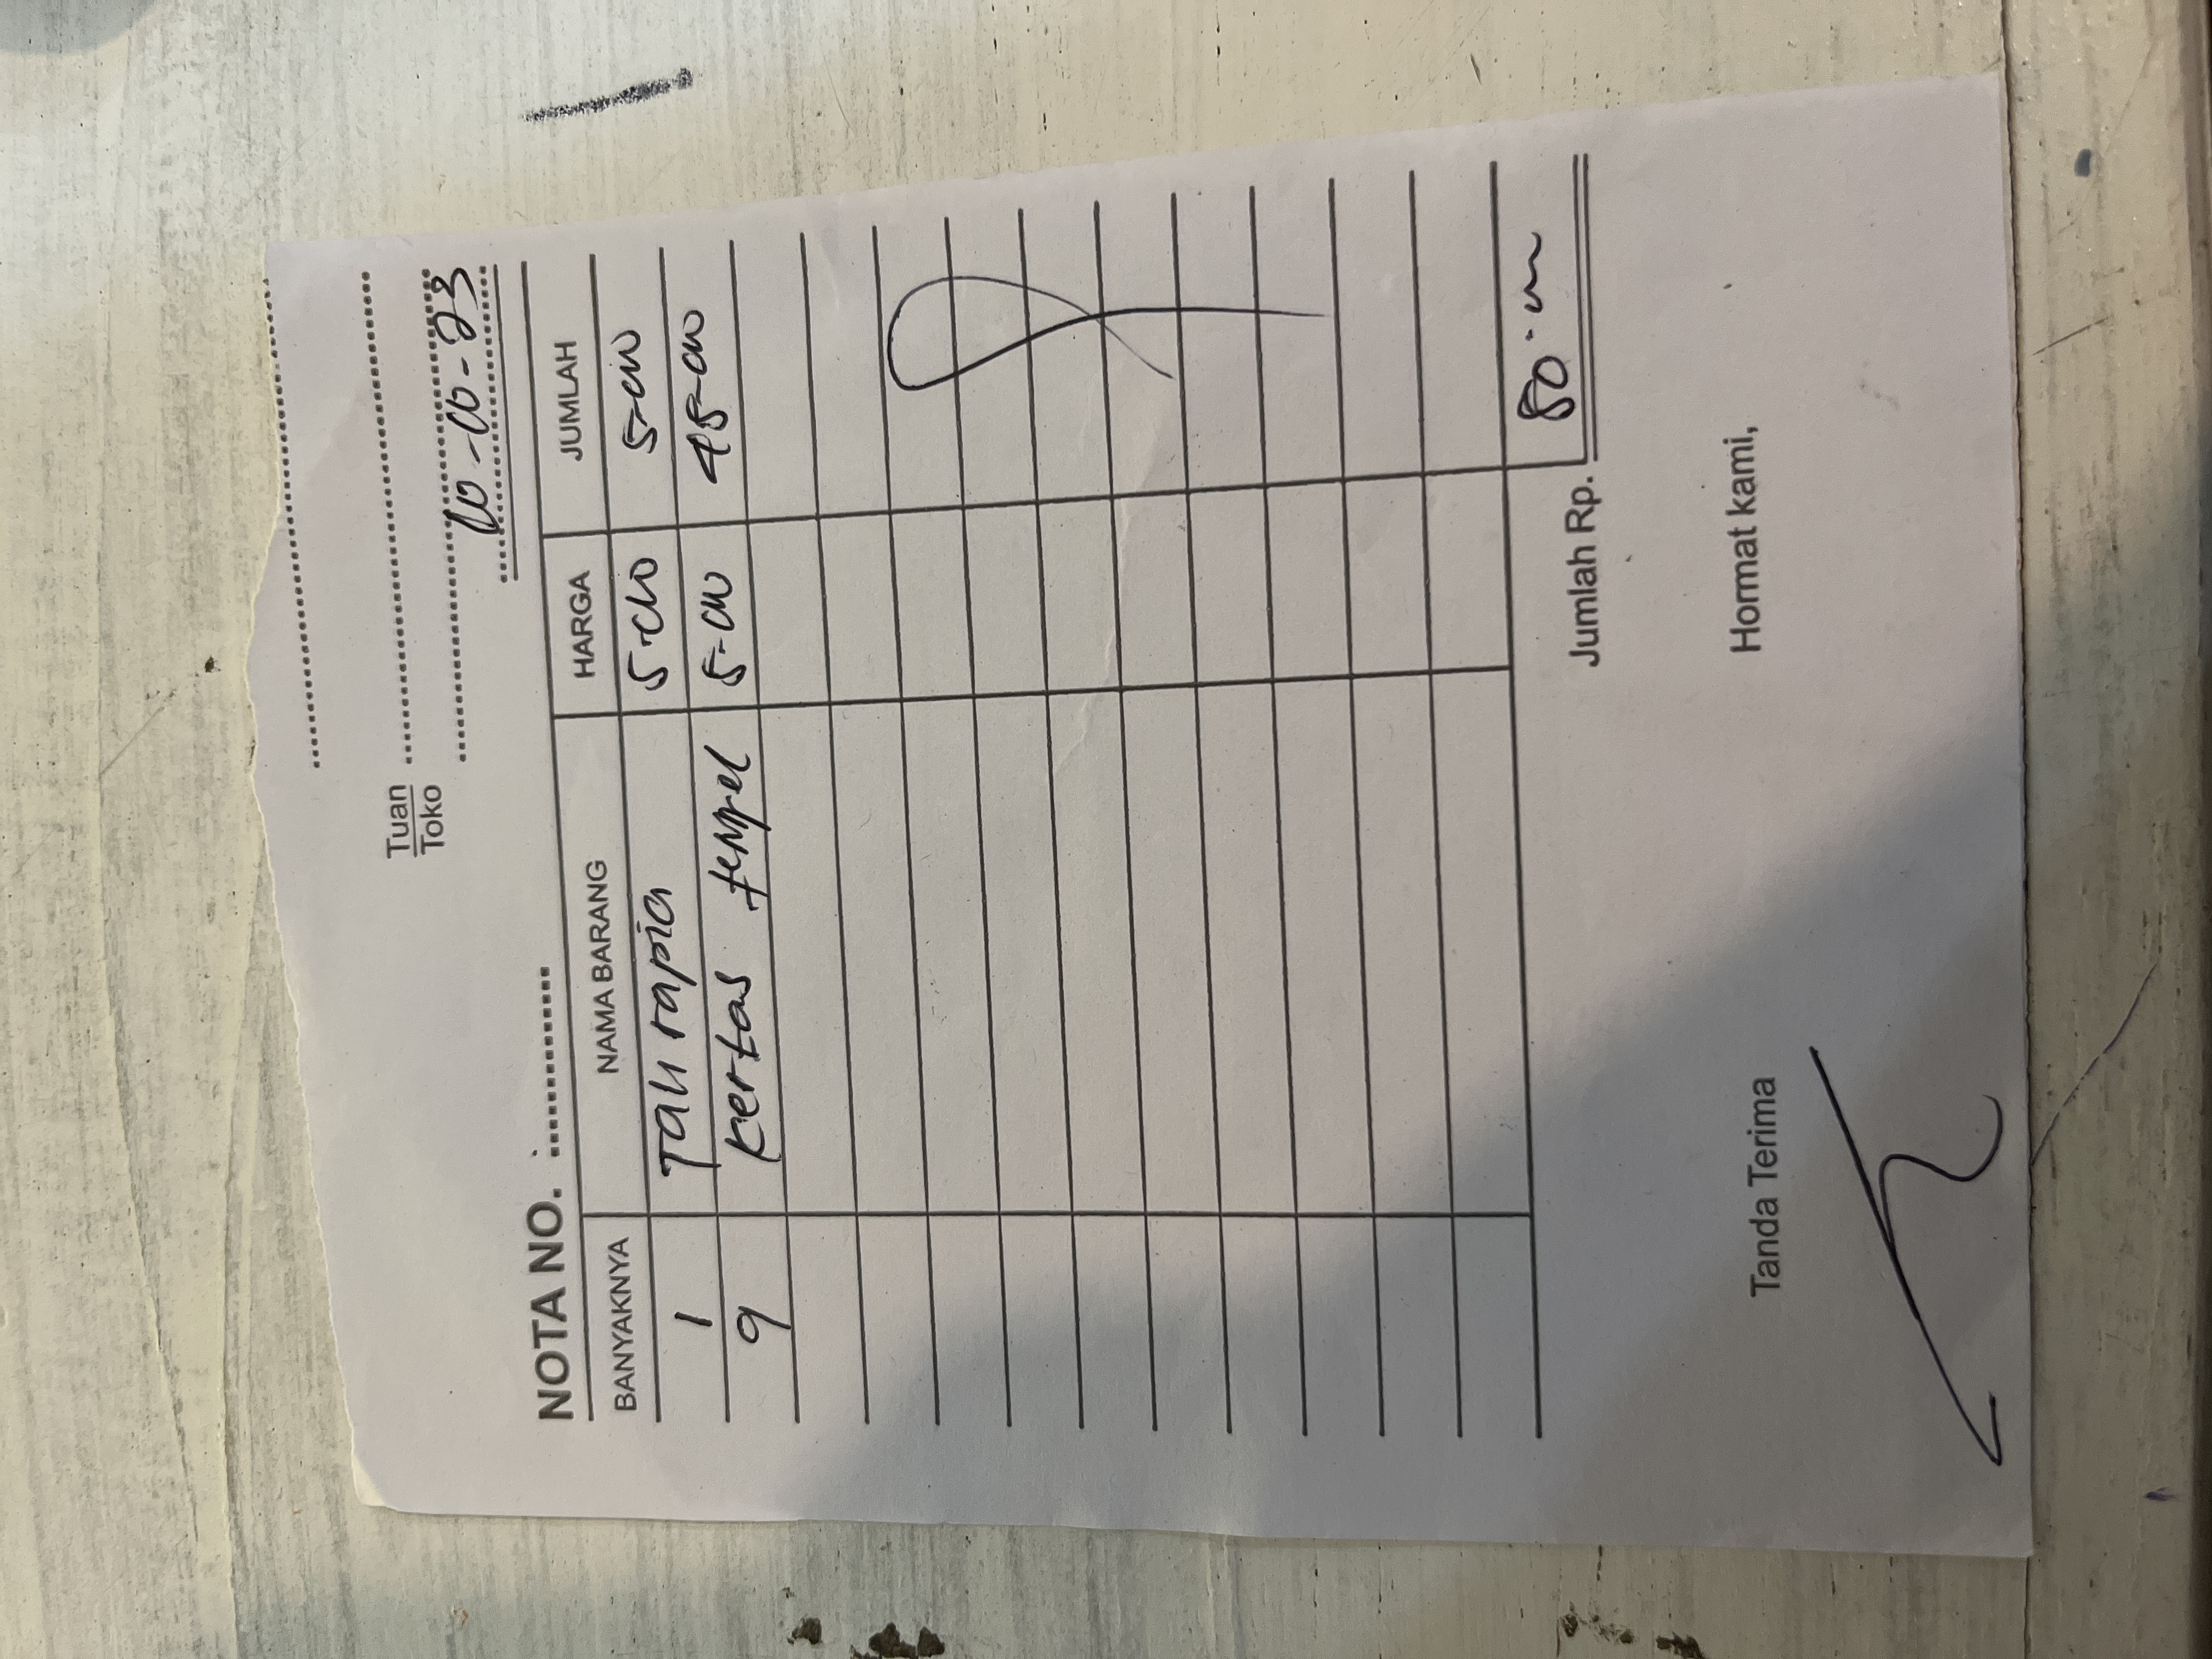 Tuan
Toko
10-10-23
NOTA NO.
BANYAKNYA NAMA BARANG HARGA JUMLAH
1 Tali rapia 5.000 5.000
9 kertas tempel 5.000 45.000
Jumlah Rp. 50.000
Tanda Terima Hormat kami,